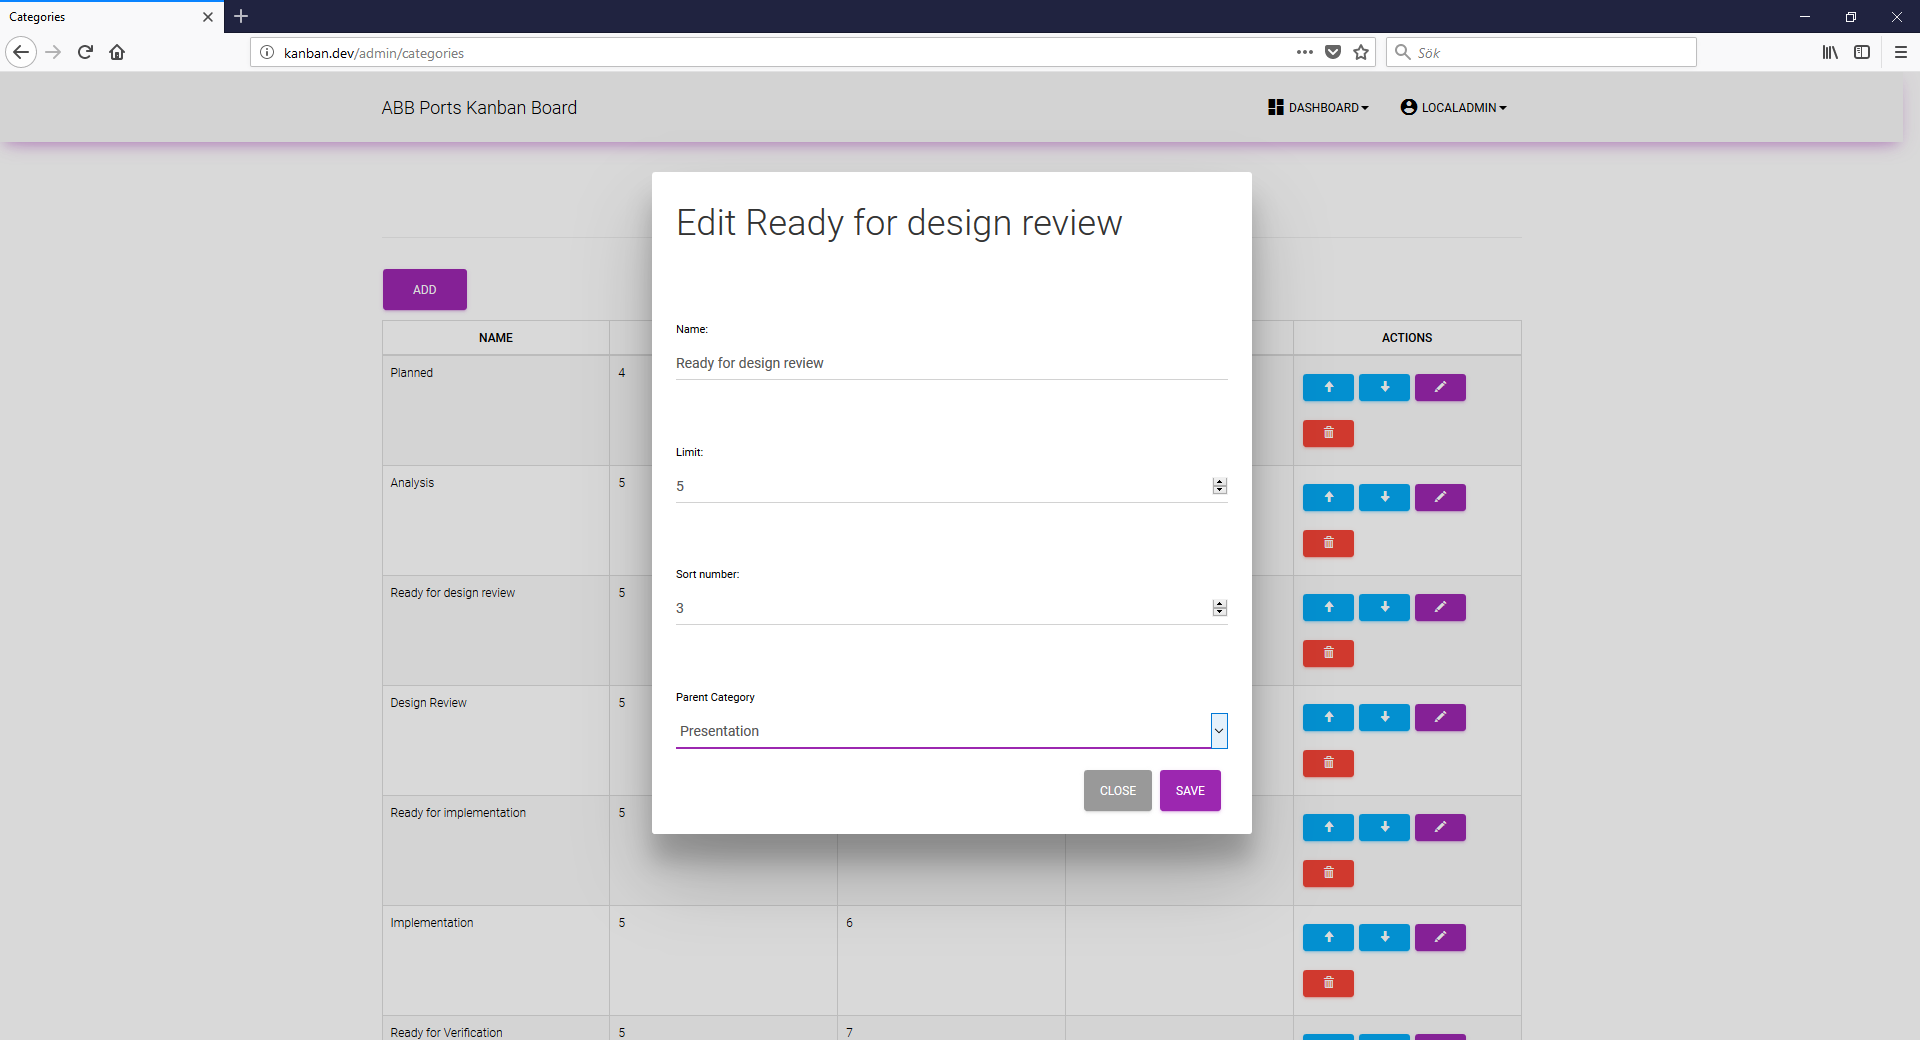 Categories
kanban.dev/admin/categories
Sök
ABB Ports Kanban Board
DASHBOARD
LOCALADMIN
Edit Ready for design review
ADD
Name:
Ready for design review
Limit:
5
Sort number:
3
Parent Category
Presentation
CLOSE SAVE
NAME ACTIONS
Planned 4
Analysis 5
Ready for design review 5
Design Review 5
Ready for implementation 5
Implementation 5 6
Ready for Verification 5 7